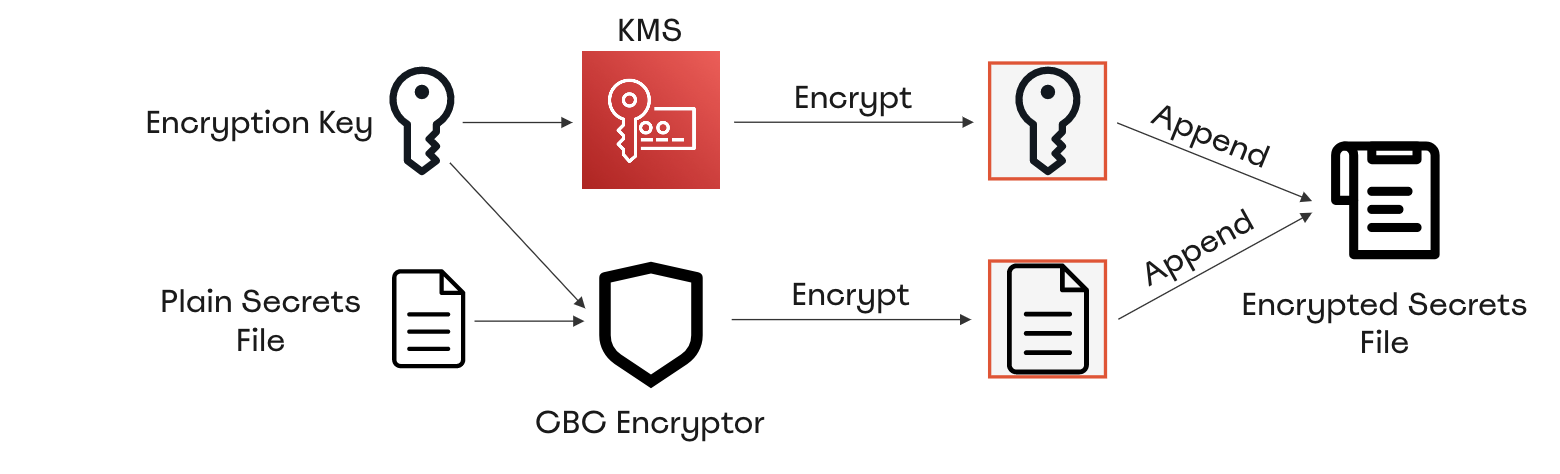 KMS
Encryption Key
Encrypt
Append
Plain Secrets
File
Encrypt
Append
Encrypted Secrets
File
CBC Encryptor